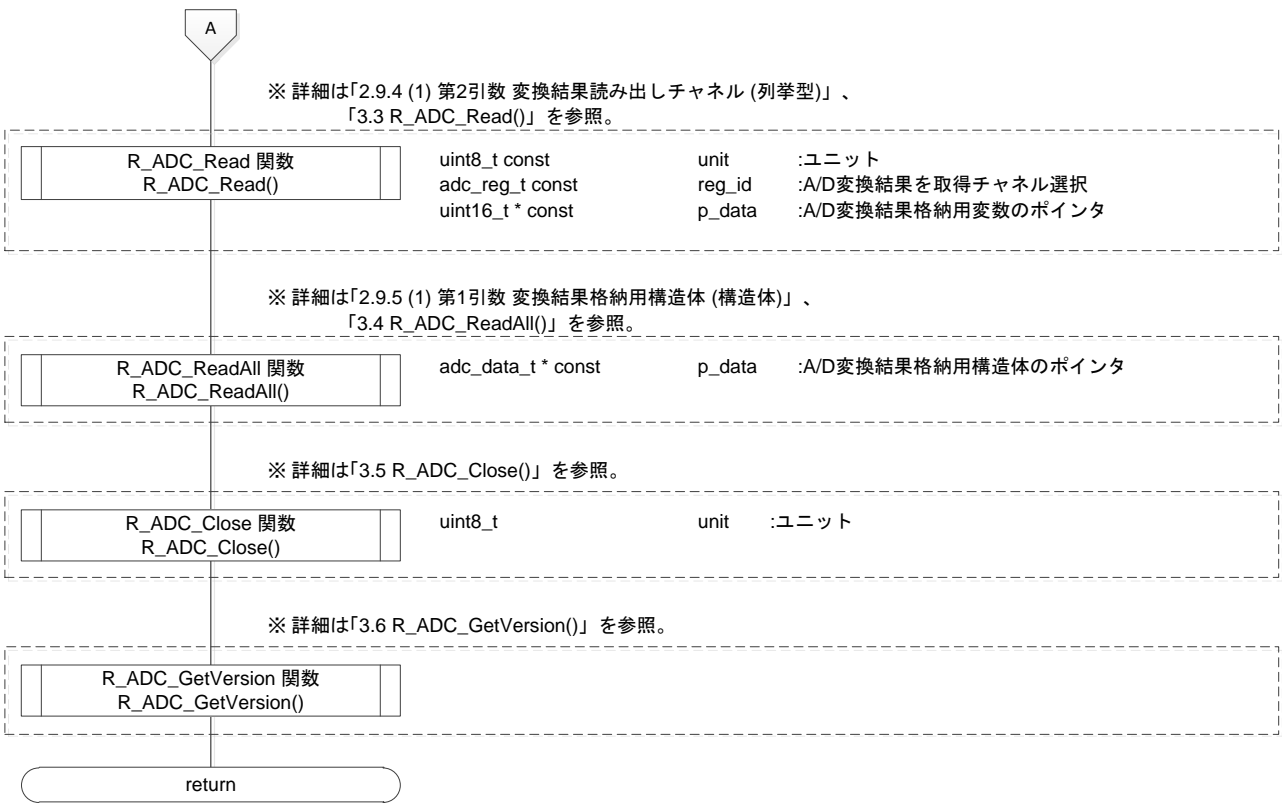 A
※ 詳細は「2.9.4 (1) 第2引数 変換結果読み出しチャネル (列挙型)」、
「3.3 R_ADC_Read()」を参照。
R_ADC_Read 関数
R_ADC_Read()
uint8_t const unit :ユニット
adc_reg_t const reg_id :A/D変換結果を取得チャネル選択
uint16_t * const p_data :A/D変換結果格納用変数のポインタ
※ 詳細は「2.9.5 (1) 第1引数 変換結果格納用構造体 (構造体)」、
「3.4 R_ADC_ReadAll()」を参照。
R_ADC_ReadAll 関数
R_ADC_ReadAll()
adc_data_t * const p_data :A/D変換結果格納用構造体のポインタ
※ 詳細は「3.5 R_ADC_Close()」を参照。
R_ADC_Close 関数
R_ADC_Close()
uint8_t unit :ユニット
※ 詳細は「3.6 R_ADC_GetVersion()」を参照。
R_ADC_GetVersion 関数
R_ADC_GetVersion()
return